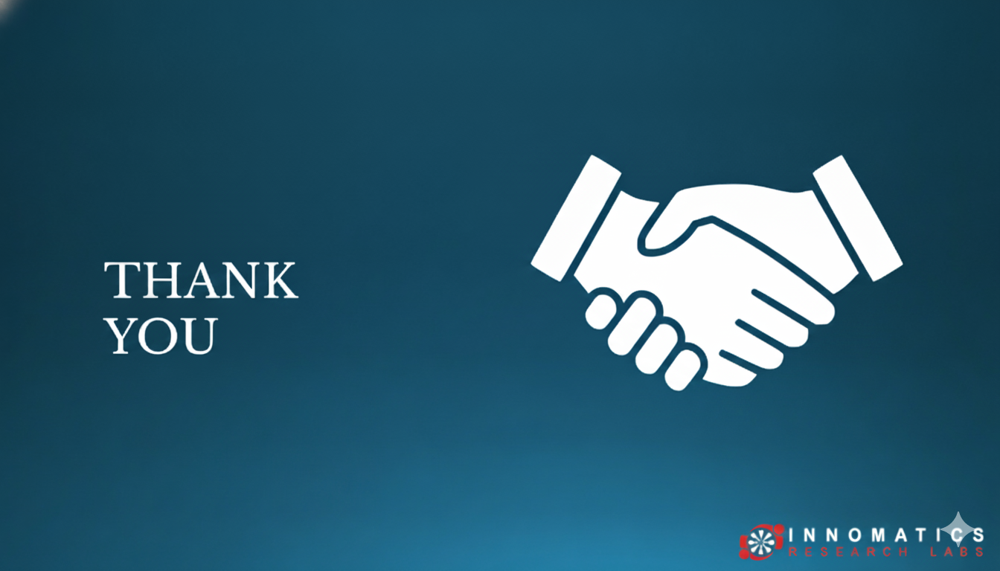 THANK
YOU
INNOMATICS
RESEARCH LABS